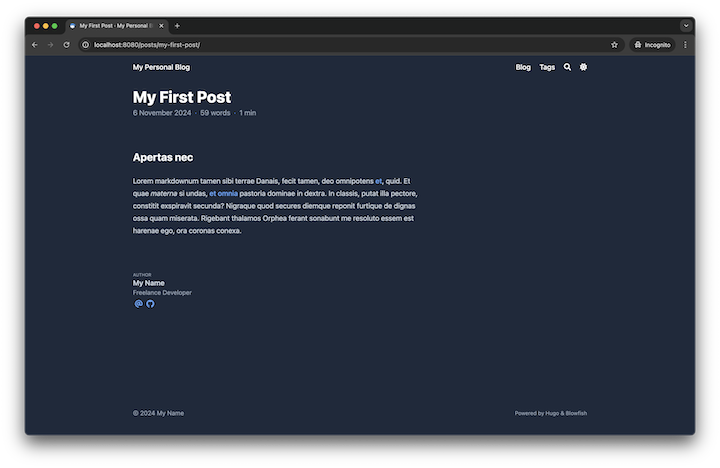 My First Post · My Personal B
localhost:8080/posts/my-first-post/
Incognito
My Personal Blog
Blog
Tags
My First Post
6 November 2024 · 59 words · 1 min
Apertas nec
Lorem markdownum tamen sibi terrae Danais, fecit tamen, deo omnipotens et, quid. Et
quae materna si undas, et omnia pastoria dominae in dextra. In classis, putat illa pectore,
constitit exspiravit secunda? Nigraque quod secures diemque reponit furtique de dignas
ossa quam miserata. Rigebant thalamos Orphea ferant sonabunt me resoluto essem est
harenae ego, ora coronas conexa.
AUTHOR
My Name
Freelance Developer
© 2024 My Name
Powered by Hugo & Blowfish